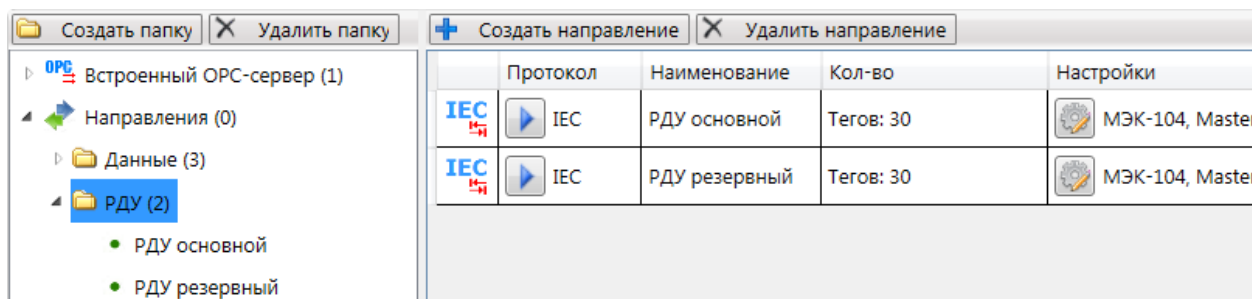 Создать папку Удалить папку Создать направление Удалить направление
OPC Встроенный OPC-сервер (1)
Направления (0)
Данные (3)
РДУ (2)
РДУ основной
РДУ резервный
Протокол Наименование Кол-во Настройки
IEC IEC РДУ основной Тегов: 30 МЭК-104, Master
IEC IEC РДУ резервный Тегов: 30 МЭК-104, Master